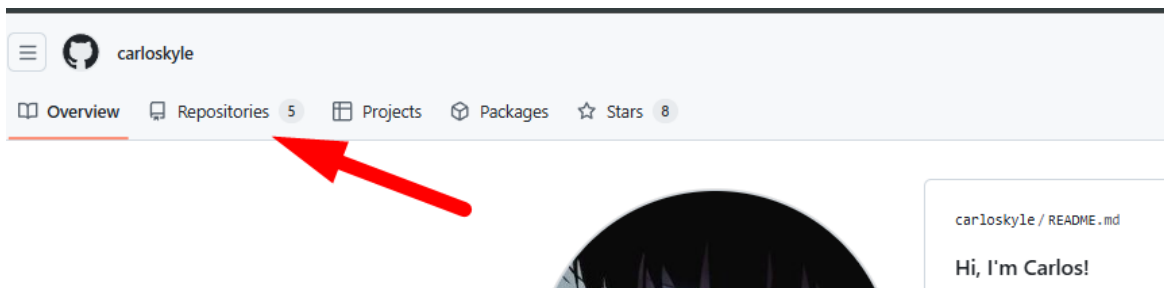 carloskyle
Overview Repositories 5 Projects Packages Stars 8
carloskyle / README.md
Hi, I'm Carlos!